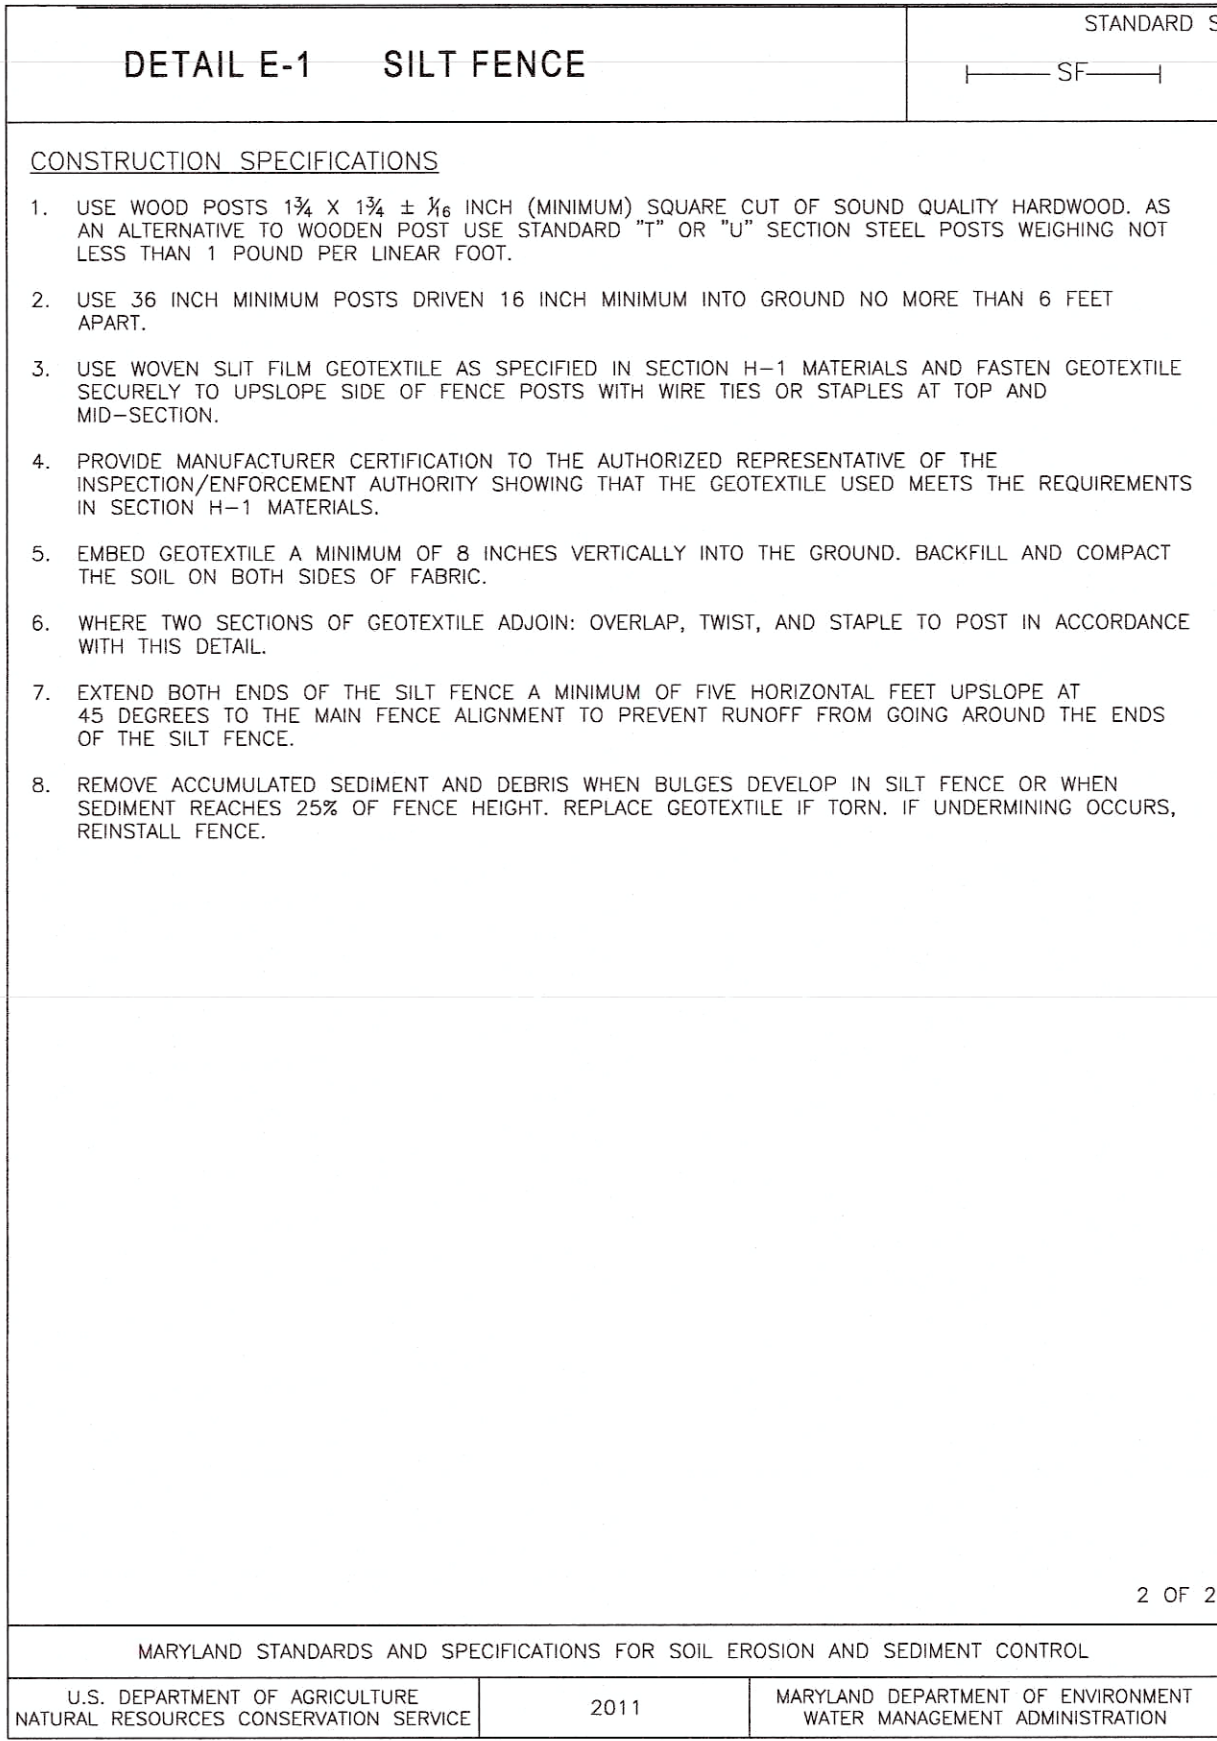 STANDARD S
DETAIL E-1 SILT FENCE
SF
CONSTRUCTION SPECIFICATIONS
1. USE WOOD POSTS 1¾ X 1¾ ± 1⁄16 INCH (MINIMUM) SQUARE CUT OF SOUND QUALITY HARDWOOD. AS
AN ALTERNATIVE TO WOODEN POST USE STANDARD "T" OR "U" SECTION STEEL POSTS WEIGHING NOT
LESS THAN 1 POUND PER LINEAR FOOT.
2. USE 36 INCH MINIMUM POSTS DRIVEN 16 INCH MINIMUM INTO GROUND NO MORE THAN 6 FEET
APART.
3. USE WOVEN SLIT FILM GEOTEXTILE AS SPECIFIED IN SECTION H-1 MATERIALS AND FASTEN GEOTEXTILE
SECURELY TO UPSLOPE SIDE OF FENCE POSTS WITH WIRE TIES OR STAPLES AT TOP AND
MID-SECTION.
4. PROVIDE MANUFACTURER CERTIFICATION TO THE AUTHORIZED REPRESENTATIVE OF THE
INSPECTION/ENFORCEMENT AUTHORITY SHOWING THAT THE GEOTEXTILE USED MEETS THE REQUIREMENTS
IN SECTION H-1 MATERIALS.
5. EMBED GEOTEXTILE A MINIMUM OF 8 INCHES VERTICALLY INTO THE GROUND. BACKFILL AND COMPACT
THE SOIL ON BOTH SIDES OF FABRIC.
6. WHERE TWO SECTIONS OF GEOTEXTILE ADJOIN: OVERLAP, TWIST, AND STAPLE TO POST IN ACCORDANCE
WITH THIS DETAIL.
7. EXTEND BOTH ENDS OF THE SILT FENCE A MINIMUM OF FIVE HORIZONTAL FEET UPSLOPE AT
45 DEGREES TO THE MAIN FENCE ALIGNMENT TO PREVENT RUNOFF FROM GOING AROUND THE ENDS
OF THE SILT FENCE.
8. REMOVE ACCUMULATED SEDIMENT AND DEBRIS WHEN BULGES DEVELOP IN SILT FENCE OR WHEN
SEDIMENT REACHES 25% OF FENCE HEIGHT. REPLACE GEOTEXTILE IF TORN. IF UNDERMINING OCCURS,
REINSTALL FENCE.
2 OF 2
MARYLAND STANDARDS AND SPECIFICATIONS FOR SOIL EROSION AND SEDIMENT CONTROL
U.S. DEPARTMENT OF AGRICULTURE
NATURAL RESOURCES CONSERVATION SERVICE
2011
MARYLAND DEPARTMENT OF ENVIRONMENT
WATER MANAGEMENT ADMINISTRATION